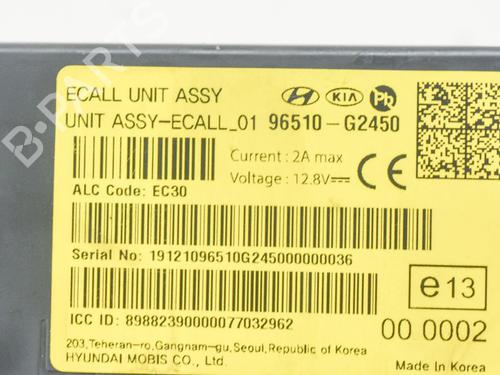 ECALL UNIT ASSY
HYUNDAI KIA Pb
UNIT ASSY-ECALL_01 96510-G2450
Current : 2A max
Voltage : 12.8V
CE
ALC Code: EC30
Serial No: 19121096510G245000000036
e13
ICC ID: 89882390000077032962
00 0002
203, Teheran-ro, Gangnam-gu, Seoul, Republic of Korea
HYUNDAI MOBIS CO., Ltd.
Made in Korea
B-PARTS